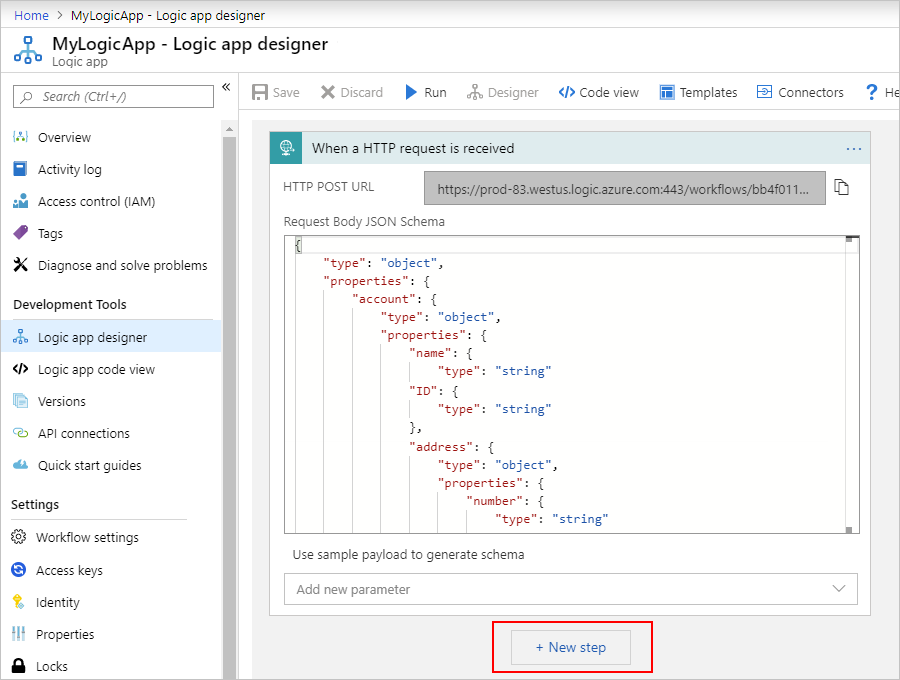 Home > MyLogicApp - Logic app designer
MyLogicApp - Logic app designer
Logic app
Search (Ctrl+/)
«
Overview
Activity log
Access control (IAM)
Tags
Diagnose and solve problems
Development Tools
Logic app designer
Logic app code view
Versions
API connections
Quick start guides
Settings
Workflow settings
Access keys
Identity
Properties
Locks
Save Discard Run Designer Code view Templates Connectors ? He
When a HTTP request is received ...
HTTP POST URL https://prod-83.westus.logic.azure.com:443/workflows/bb4f011...
Request Body JSON Schema
{
"type": "object",
"properties": {
"account": {
"type": "object",
"properties": {
"name": {
"type": "string"
"ID": {
"type": "string"
},
"address": {
"type": "object",
"properties": {
"number": {
"type": "string"
Use sample payload to generate schema
Add new parameter
+ New step